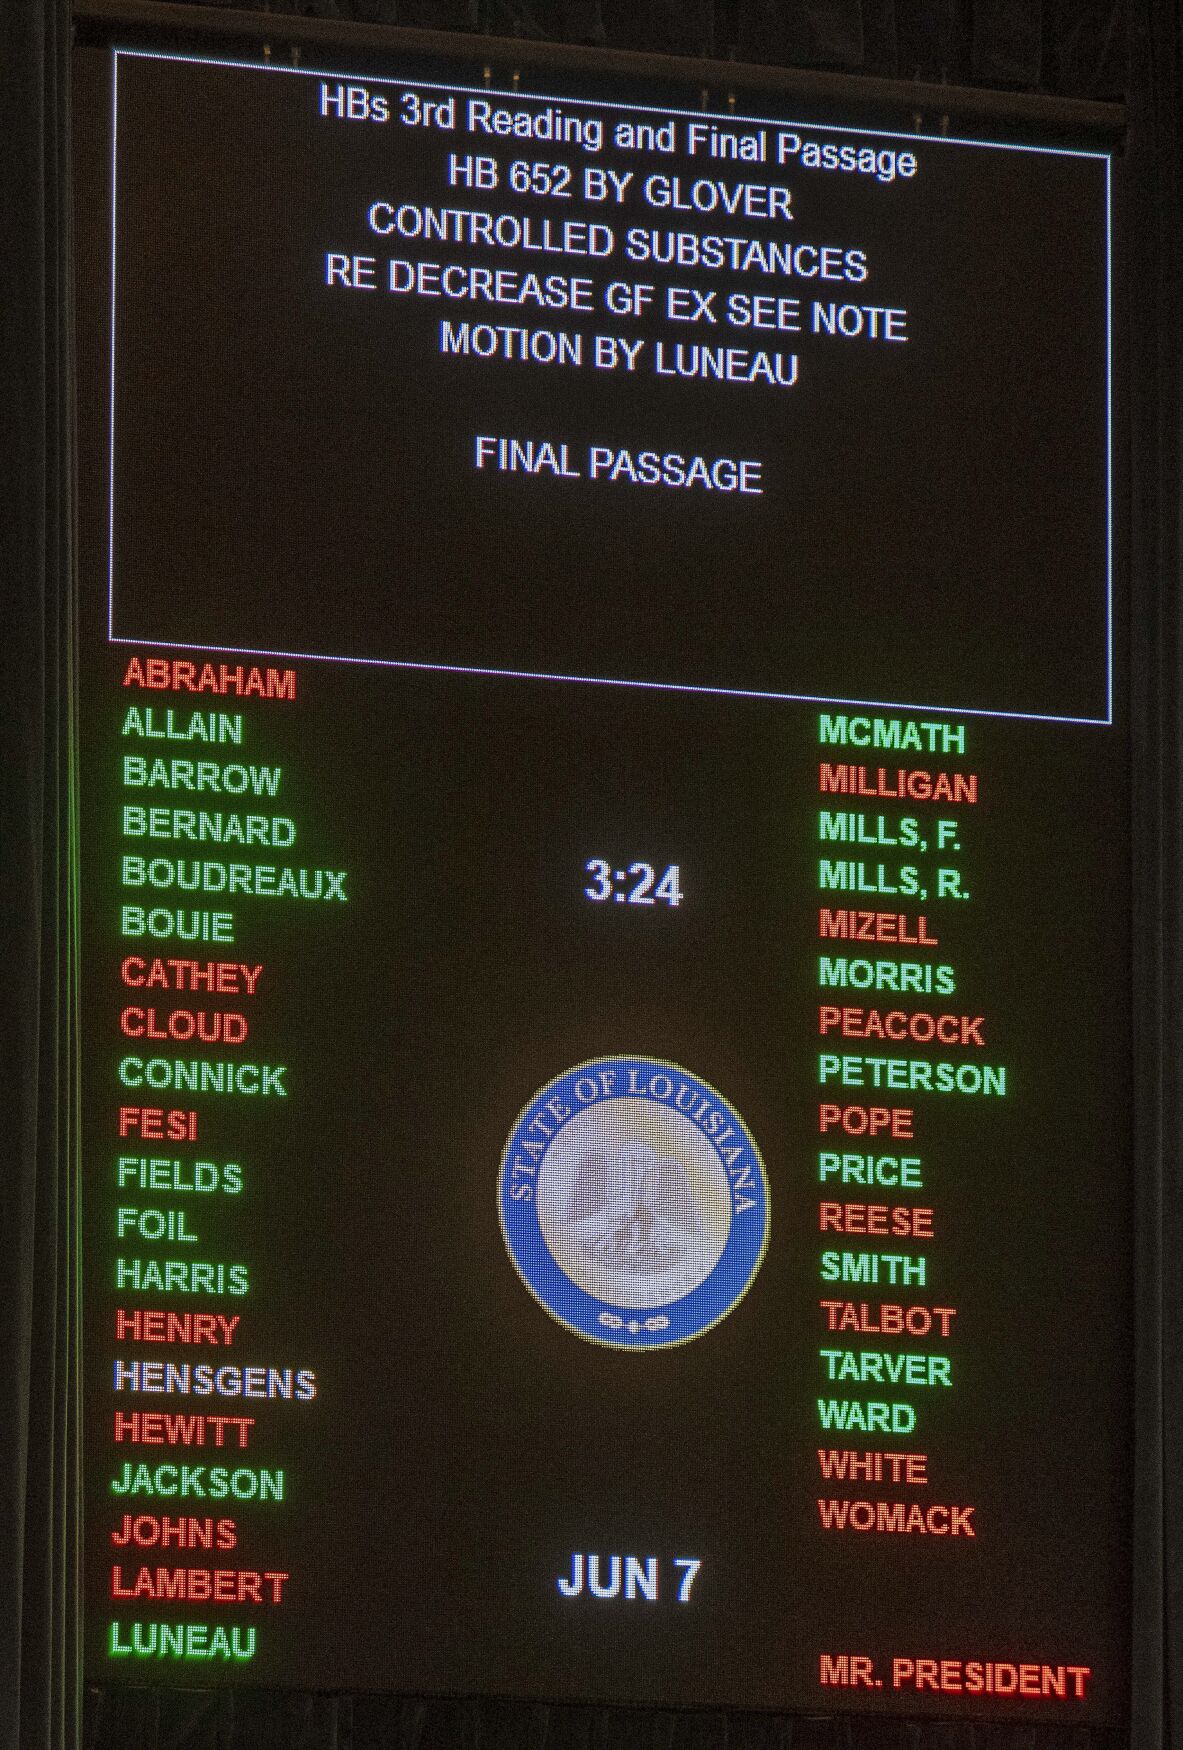 HBs 3rd Reading and Final Passage
HB 652 BY GLOVER
CONTROLLED SUBSTANCES
RE DECREASE GF EX SEE NOTE
MOTION BY LUNEAU
FINAL PASSAGE
ABRAHAM
ALLAIN
BARROW
BERNARD
BOUDREAUX
BOUIE
CATHEY
CLOUD
CONNICK
FESI
FIELDS
FOIL
HARRIS
HENRY
HENSGENS
HEWITT
JACKSON
JOHNS
LAMBERT
LUNEAU
3:24
STATE OF LOUISIANA
JUN 7
MCMATH
MILLIGAN
MILLS, F.
MILLS, R.
MIZELL
MORRIS
PEACOCK
PETERSON
POPE
PRICE
REESE
SMITH
TALBOT
TARVER
WARD
WHITE
WOMACK
MR. PRESIDENT